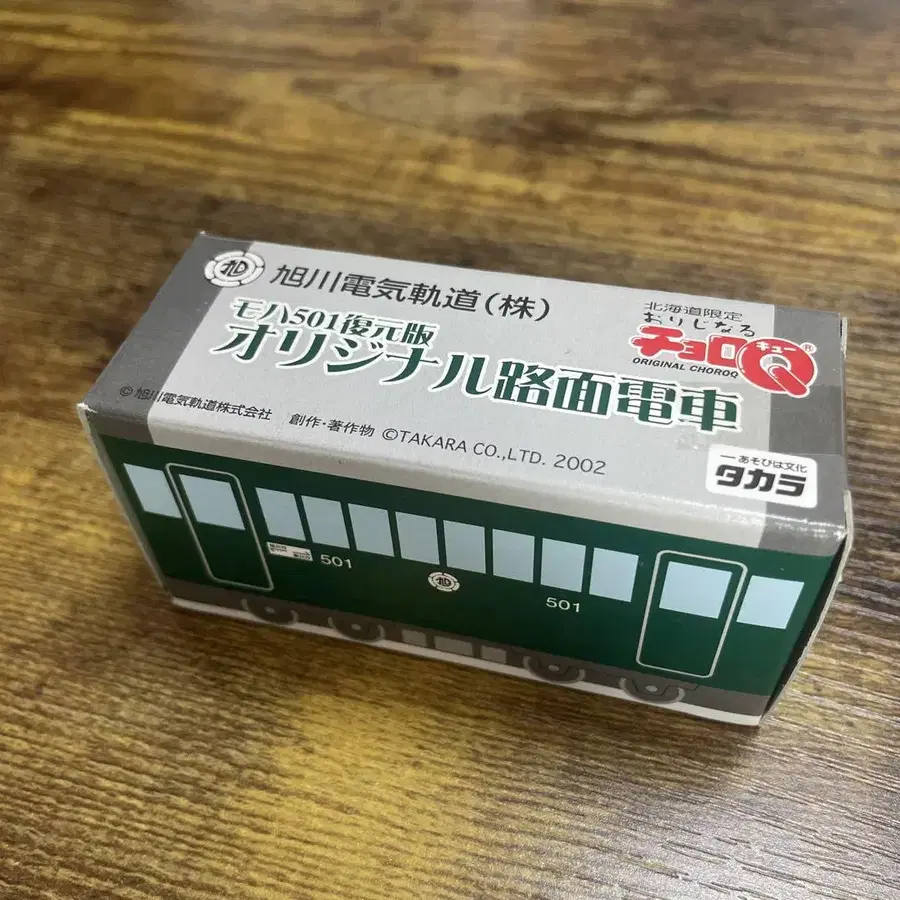 旭川電気軌道(株)
モハ501復元版
オリジナル路面電車
北海道限定
おりじなる
チョロQ
キュー®
ORIGINAL CHOROQ
©旭川電気軌道株式会社 創作・著作物 ©TAKARA CO.,LTD. 2002
ーあそびは文化
タカラ
501
501